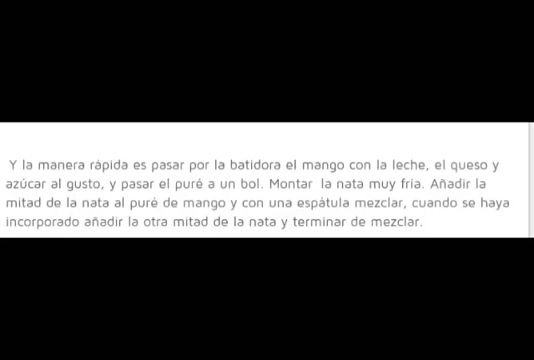 Y la manera rápida es pasar por la batidora el mango con la leche, el queso y
azúcar al gusto, y pasar el puré a un bol. Montar la nata muy fría. Añadir la
mitad de la nata al puré de mango y con una espátula mezclar, cuando se haya
incorporado añadir la otra mitad de la nata y terminar de mezclar.